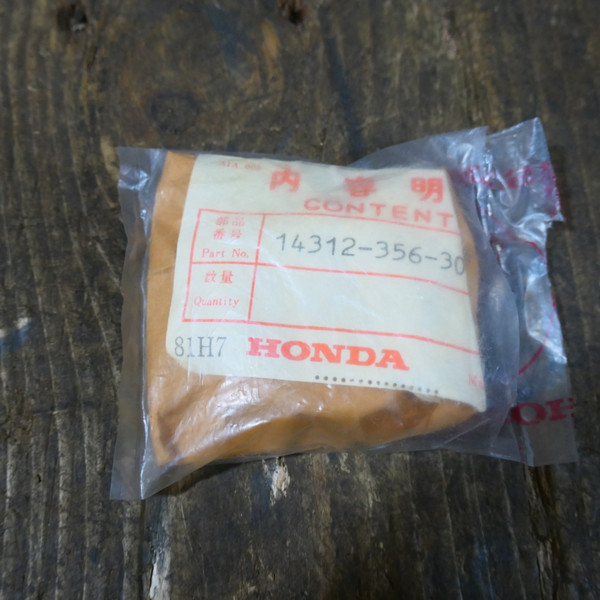 内容明
CONTENT
部品
番号
Part No.
14312-356-30
数量
Quantity
81H7 HONDA